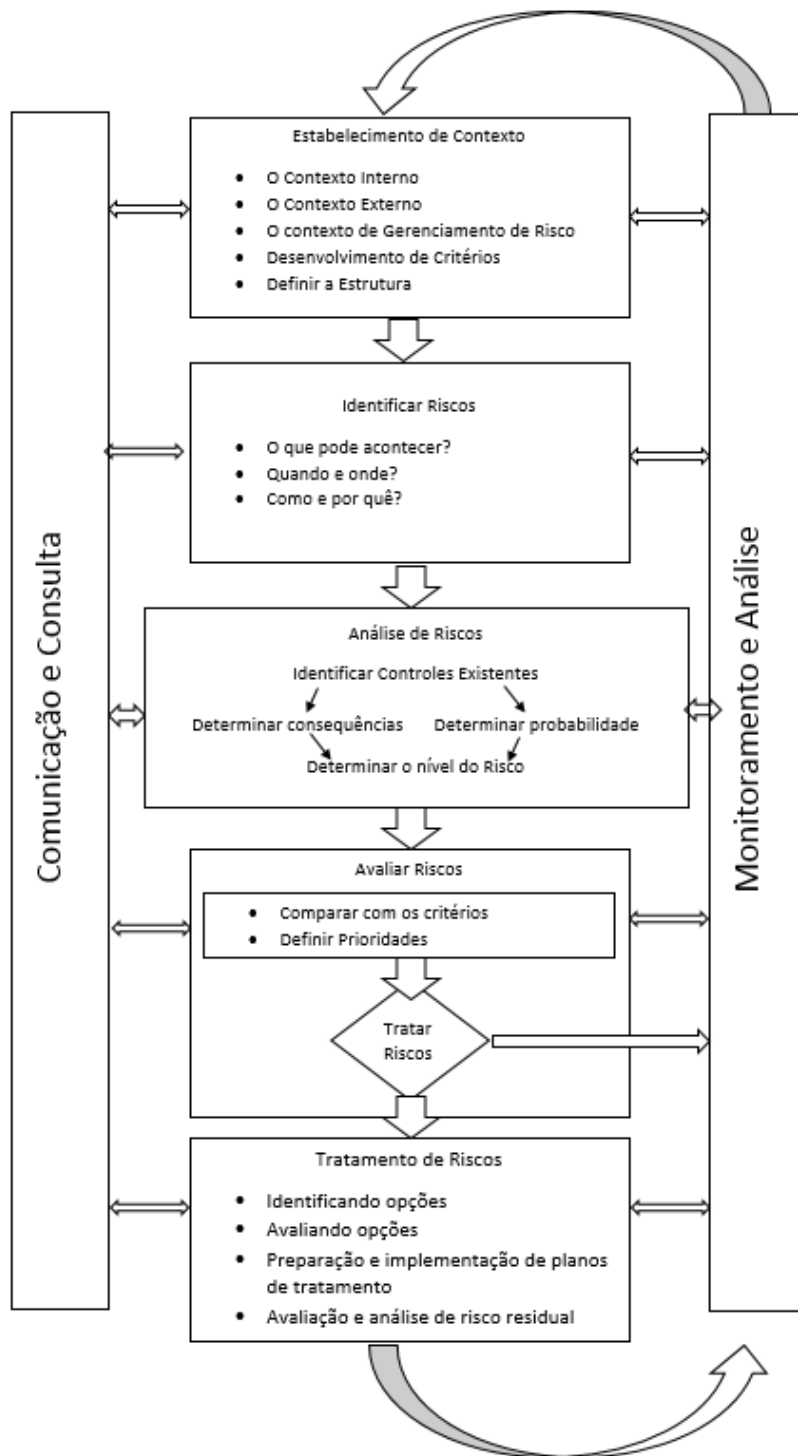 Estabelecimento de Contexto
• O Contexto Interno
• O Contexto Externo
• O contexto de Gerenciamento de Risco
• Desenvolvimento de Critérios
• Definir a Estrutura
Identificar Riscos
• O que pode acontecer?
• Quando e onde?
• Como e por quê?
Comunicação e Consulta
Monitoramento e Análise
Análise de Riscos
Identificar Controles Existentes
Determinar consequências
Determinar probabilidade
Determinar o nível do Risco
Avaliar Riscos
• Comparar com os critérios
• Definir Prioridades
Tratar
Riscos
Tratamento de Riscos
• Identificando opções
• Avaliando opções
• Preparação e implementação de planos
de tratamento
• Avaliação e análise de risco residual